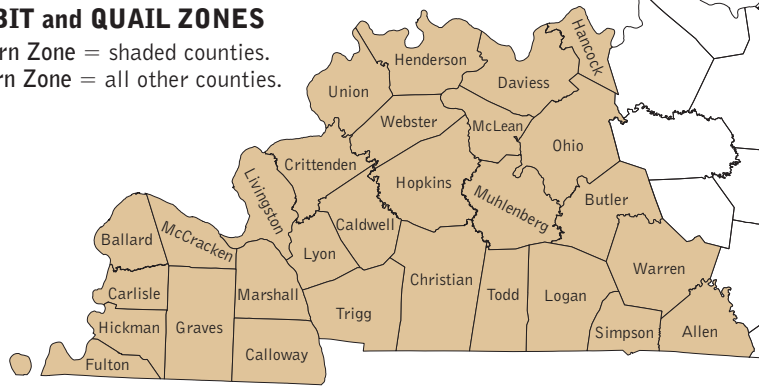 BIT and QUAIL ZONES
rn Zone = shaded counties.
rn Zone = all other counties.
Hancock
Henderson
Daviess
Union
Webster
McLean
Ohio
Crittenden
Hopkins
Livingston
Muhlenberg
Butler
Caldwell
McCracken
Ballard
Lyon
Warren
Christian
Carlisle
Marshall
Todd
Logan
Trigg
Hickman
Graves
Simpson
Allen
Calloway
Fulton